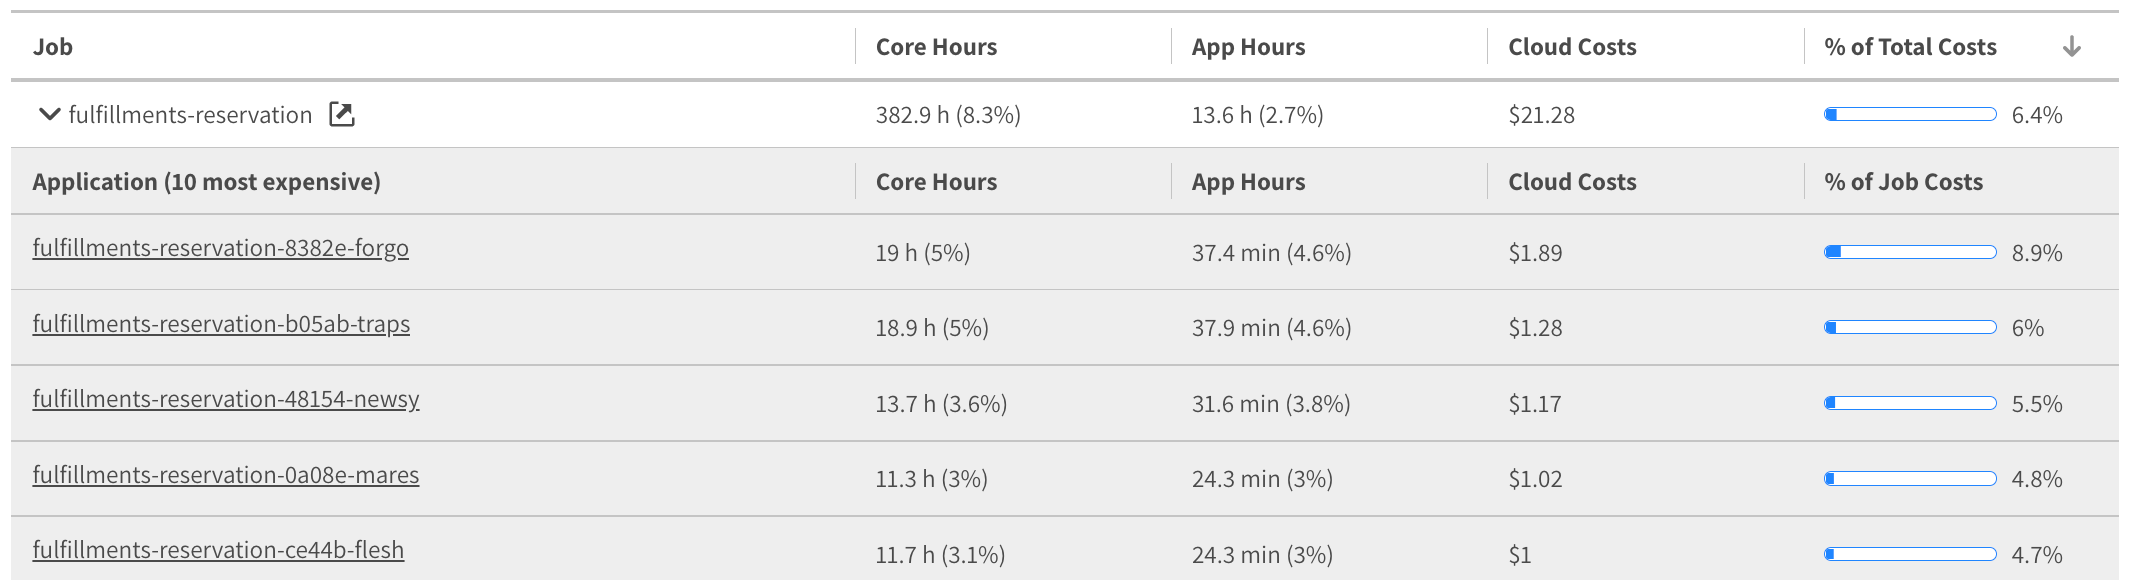 Job Core Hours App Hours Cloud Costs % of Total Costs
fulfillments-reservation 382.9 h (8.3%) 13.6 h (2.7%) $21.28 6.4%
Application (10 most expensive) Core Hours App Hours Cloud Costs % of Job Costs
fulfillments-reservation-8382e-forgo 19 h (5%) 37.4 min (4.6%) $1.89 8.9%
fulfillments-reservation-b05ab-traps 18.9 h (5%) 37.9 min (4.6%) $1.28 6%
fulfillments-reservation-48154-newsy 13.7 h (3.6%) 31.6 min (3.8%) $1.17 5.5%
fulfillments-reservation-0a08e-mares 11.3 h (3%) 24.3 min (3%) $1.02 4.8%
fulfillments-reservation-ce44b-flesh 11.7 h (3.1%) 24.3 min (3%) $1 4.7%